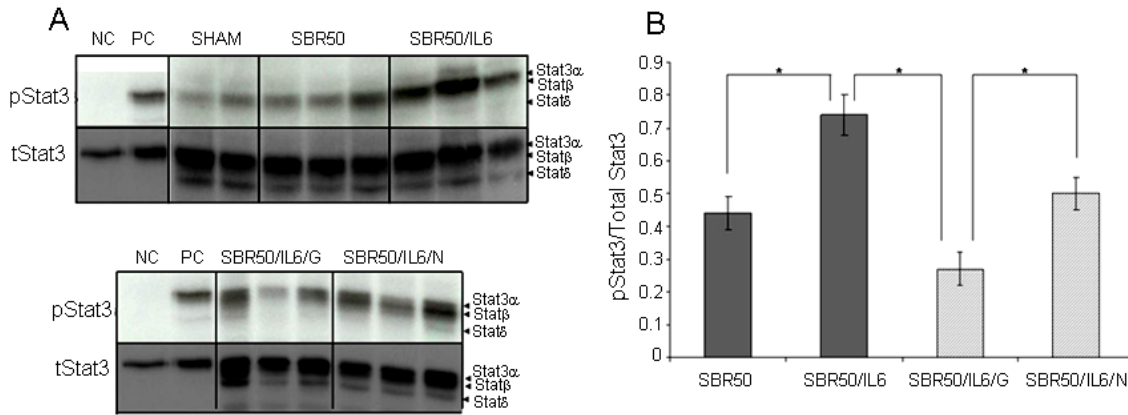 A
NC PC SHAM SBR50 SBR50/IL6
pStat3
Stat3α
Statβ
Statδ
tStat3
Stat3α
Statβ
Statδ
NC PC SBR50/IL6/G SBR50/IL6/N
pStat3
Stat3α
Statβ
Statδ
tStat3
Stat3α
Statβ
Statδ
B
* * *
pStat3/Total Stat3
0.9
0.8
0.7
0.6
0.5
0.4
0.3
0.2
0.1
0
SBR50 SBR50/IL6 SBR50/IL6/G SBR50/IL6/N